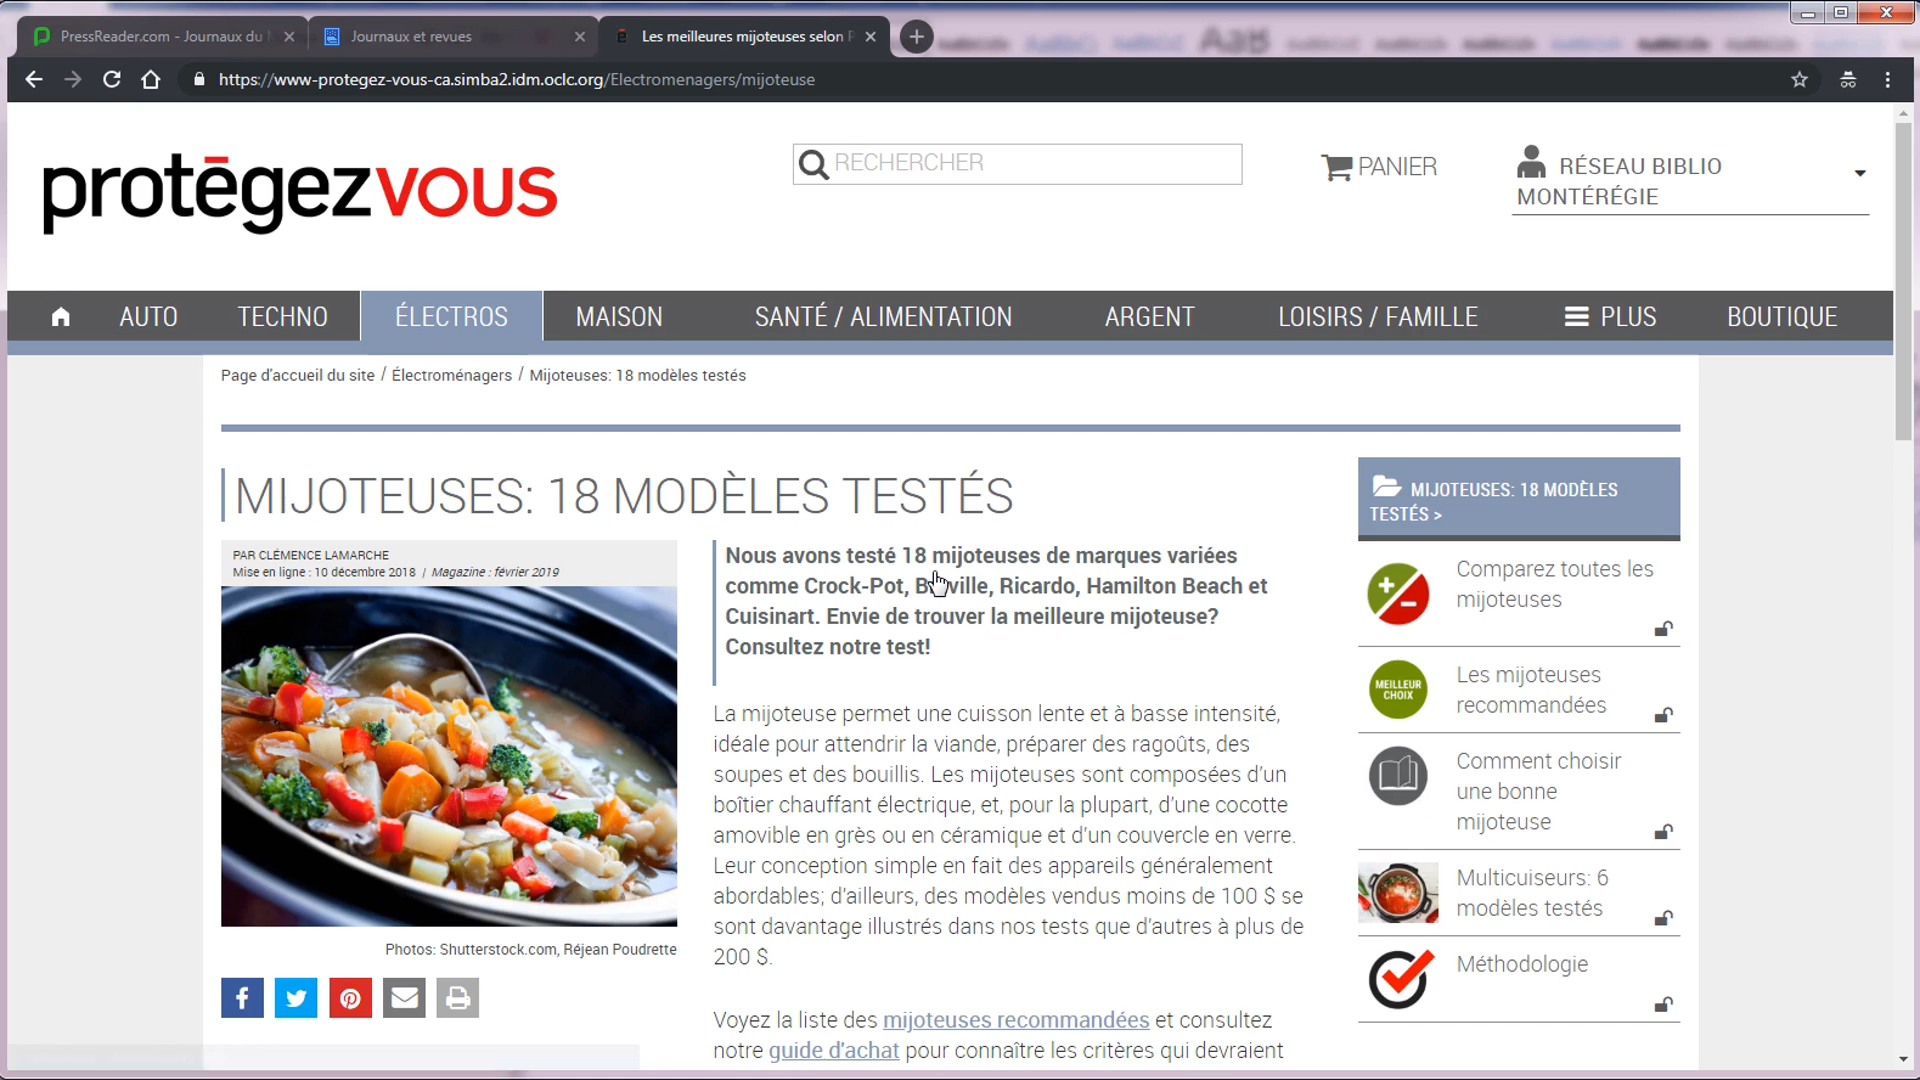 PressReader.com - Journaux du
Journaux et revues
Les meilleures mijoteuses selon P
https://www-protegez-vous-ca.simba2.idm.oclc.org/Electromenagers/mijoteuse
protēgezvous
RECHERCHER
PANIER
RÉSEAU BIBLIO
MONTÉRÉGIE
AUTO TECHNO ÉLECTROS MAISON SANTÉ / ALIMENTATION ARGENT LOISIRS / FAMILLE PLUS BOUTIQUE
Page d'accueil du site / Électroménagers / Mijoteuses: 18 modèles testés
MIJOTEUSES: 18 MODÈLES TESTÉS
PAR CLÉMENCE LAMARCHE
Mise en ligne : 10 décembre 2018 / Magazine : février 2019
Photos: Shutterstock.com, Réjean Poudrette
Nous avons testé 18 mijoteuses de marques variées
comme Crock-Pot, B ville, Ricardo, Hamilton Beach et
Cuisinart. Envie de trouver la meilleure mijoteuse?
Consultez notre test!
La mijoteuse permet une cuisson lente et à basse intensité,
idéale pour attendrir la viande, préparer des ragoûts, des
soupes et des bouillis. Les mijoteuses sont composées d'un
boîtier chauffant électrique, et, pour la plupart, d'une cocotte
amovible en grès ou en céramique et d'un couvercle en verre.
Leur conception simple en fait des appareils généralement
abordables; d'ailleurs, des modèles vendus moins de 100 $ se
sont davantage illustrés dans nos tests que d'autres à plus de
200 $.
Voyez la liste des mijoteuses recommandées et consultez
notre guide d'achat pour connaître les critères qui devraient
MIJOTEUSES: 18 MODÈLES
TESTÉS >
Comparez toutes les
mijoteuses
MEILLEUR
CHOIX
Les mijoteuses
recommandées
Comment choisir
une bonne
mijoteuse
Multicuiseurs: 6
modèles testés
Méthodologie